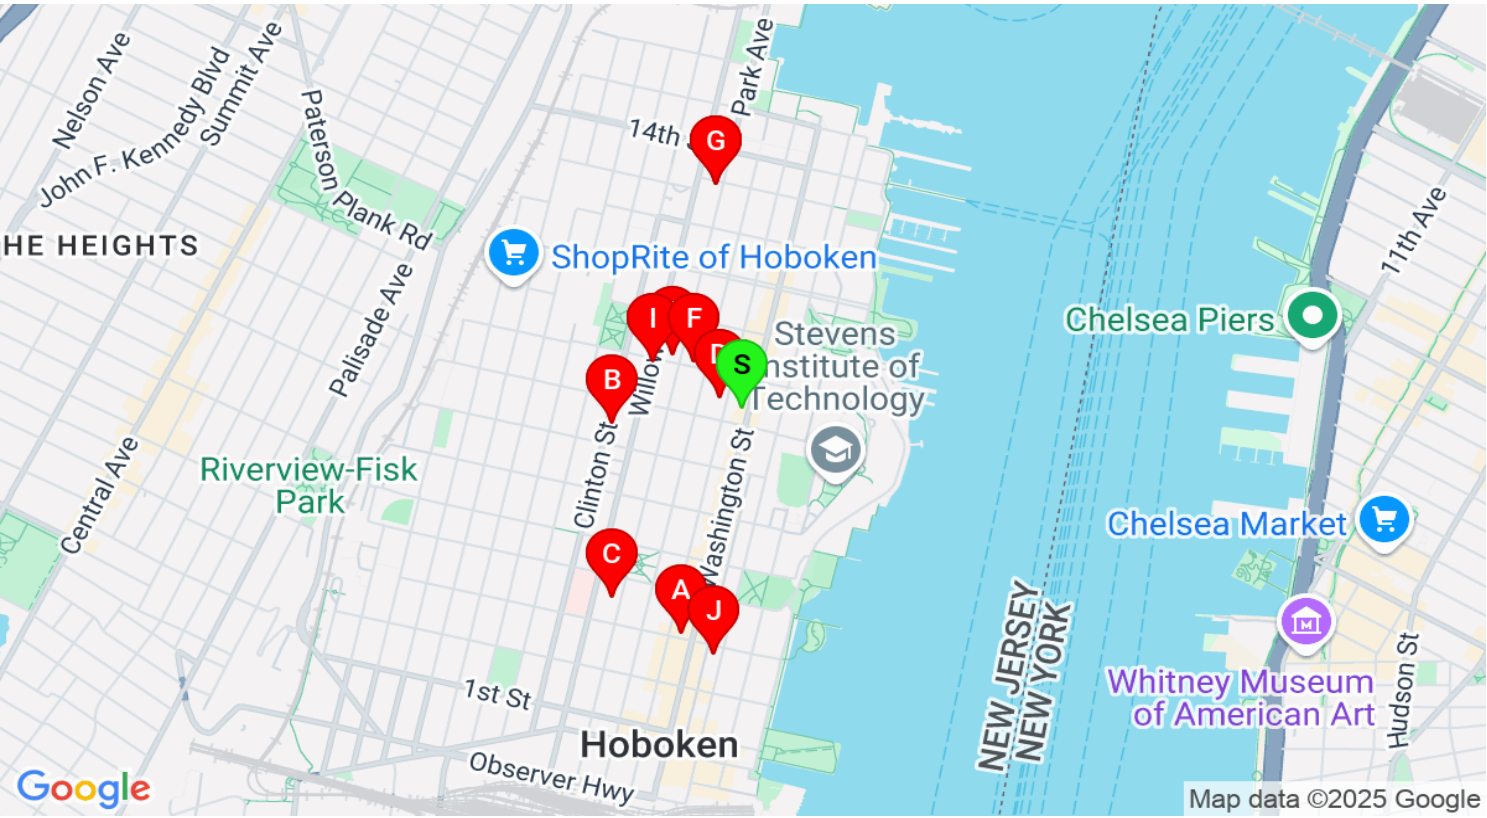 Nelson Ave
John F. Kennedy Blvd
Summit Ave
Paterson
Plank Rd
Park Ave
14th
G
HE HEIGHTS
ShopRite of Hoboken
11th Ave
Palisade Ave
I
F
Chelsea Piers
Stevens
Institute of
Technology
S
B
Willow
Central Ave
Riverview-Fisk
Park
Clinton St
Washington St
Chelsea Market
C
A
J
NEW JERSEY
NEW YORK
Whitney Museum
of American Art
Hudson St
1st St
Hoboken
Observer Hwy
Google
Map data ©2025 Google